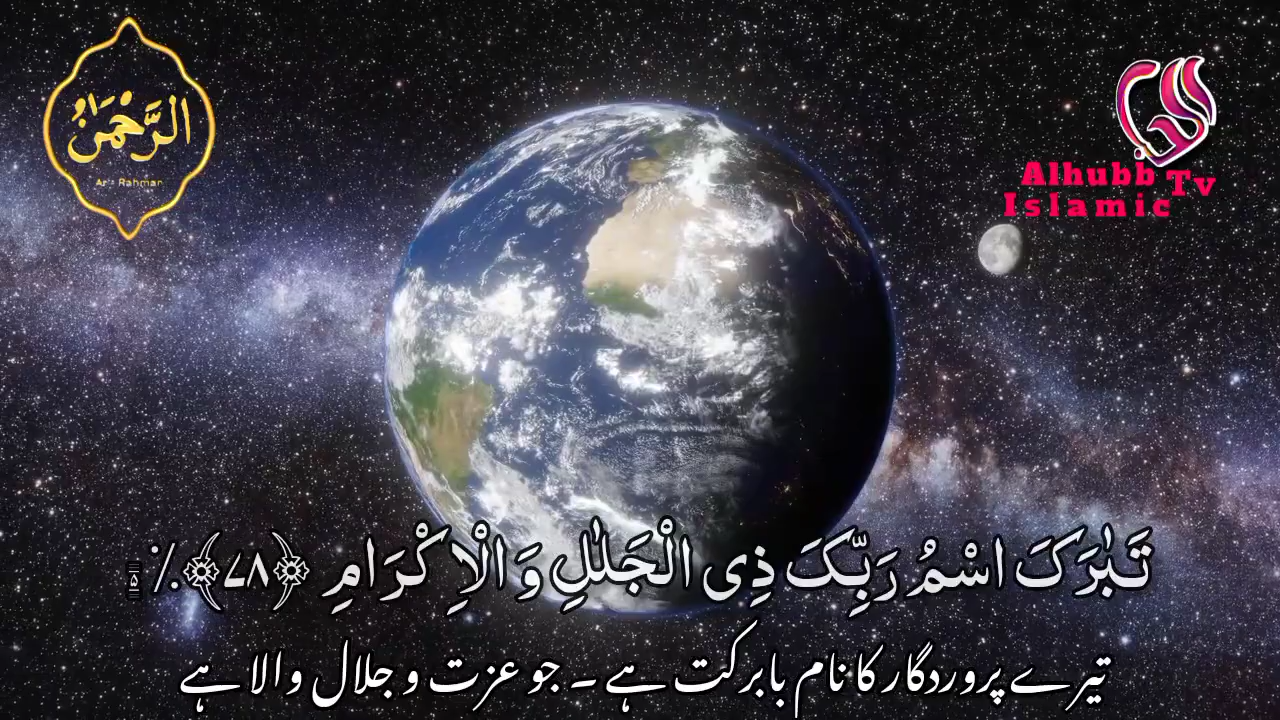 الرَّحْمَنُ
Ar - Rahman
Alhubb Tv
Islamic
تَبٰرَكَ اسْمُ رَبِّكَ ذِی الْجَلٰلِ وَ الْاِكْرَامِ ﴿۷۸﴾٪
تیرے پروردگار کا نام بابرکت ہے ۔ جو عزت و جلال والا ہے